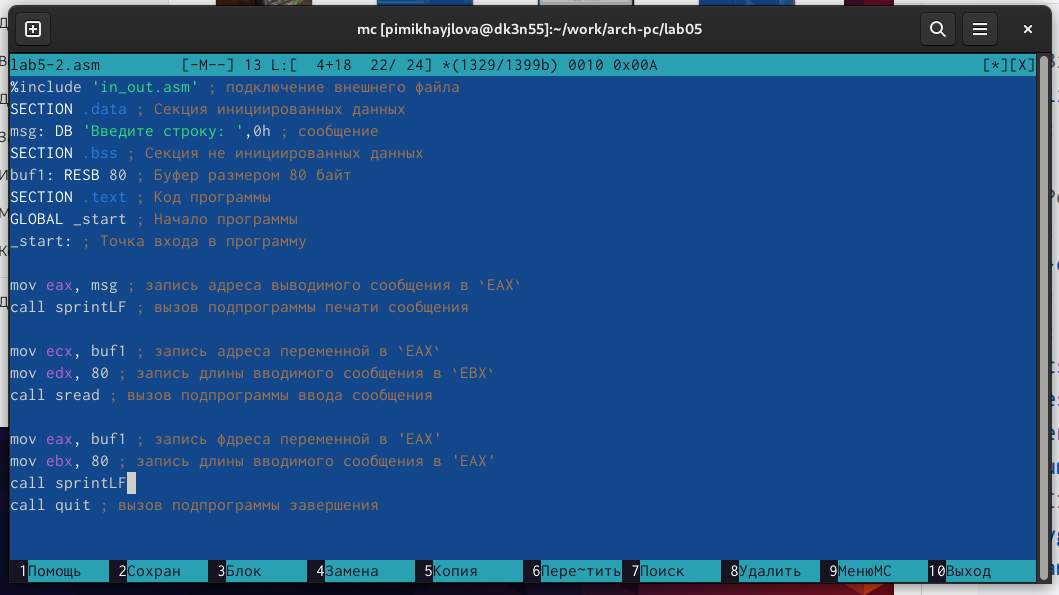 mc [pimikhayjlova@dk3n55]:~/work/arch-pc/lab05
lab5-2.asm [-M--] 13 L:[ 4+18 22/ 24] *(1329/1399b) 0010 0x00A [*][X]
%include 'in_out.asm' ; подключение внешнего файла
SECTION .data ; Секция инициированных данных
msg: DB 'Введите строку: ',0h ; сообщение
SECTION .bss ; Секция не инициированных данных
buf1: RESB 80 ; Буфер размером 80 байт
SECTION .text ; Код программы
GLOBAL _start ; Начало программы
_start: ; Точка входа в программу
mov eax, msg ; запись адреса выводимого сообщения в `EAX`
call sprintLF ; вызов подпрограммы печати сообщения
mov ecx, buf1 ; запись адреса переменной в `EAX`
mov edx, 80 ; запись длины вводимого сообщения в `EBX`
call sread ; вызов подпрограммы ввода сообщения
mov eax, buf1 ; запись фдреса переменной в 'EAX'
mov ebx, 80 ; запись длины вводимого сообщения в 'EAX'
call sprintLF
call quit ; вызов подпрограммы завершения
1Помощь 2Сохран 3Блок 4Замена 5Копия 6Пере~тить 7Поиск 8Удалить 9МенюМС 10Выход